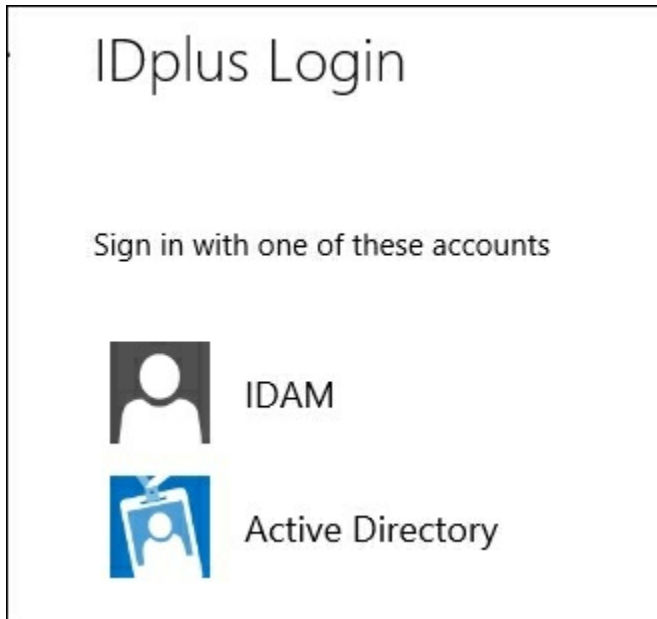 IDplus Login
Sign in with one of these accounts
IDAM
Active Directory